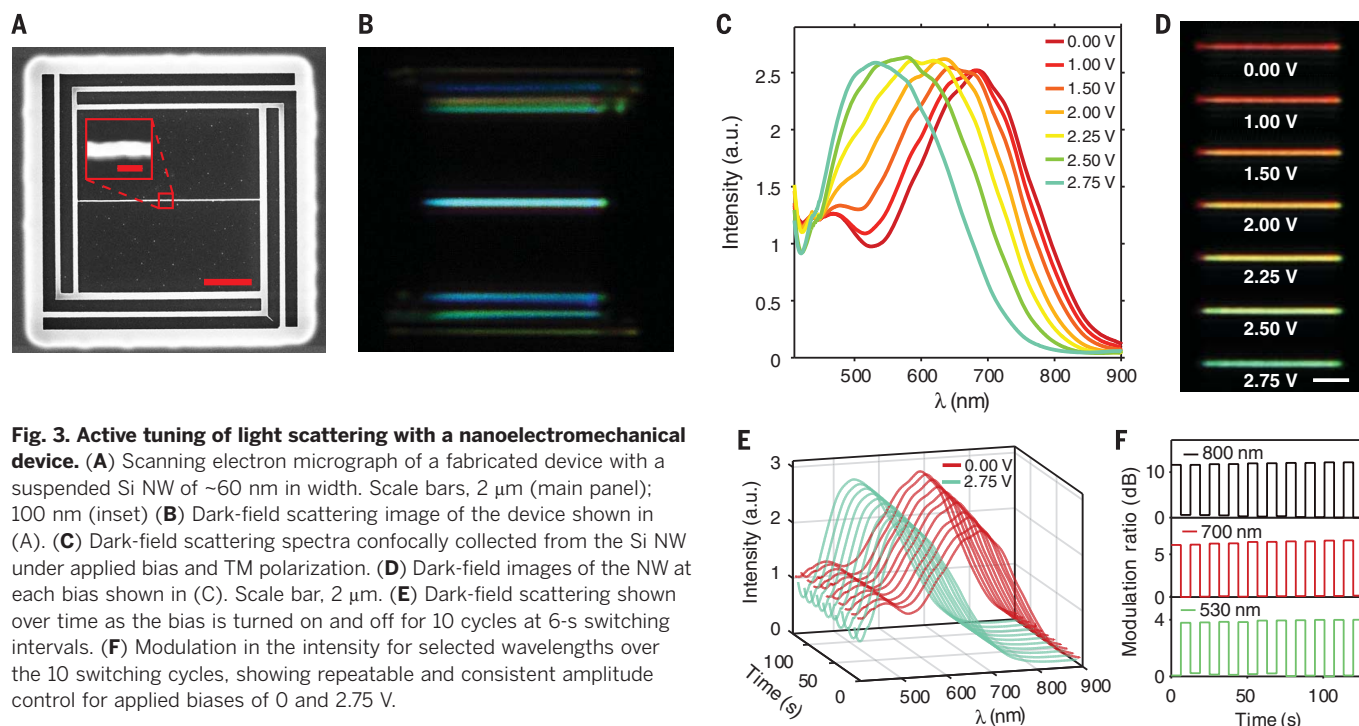 A
B
C
Intensity (a.u.)
2.5
2
1.5
1
0.5
0
500 600 700 800 900
λ (nm)
0.00 V
1.00 V
1.50 V
2.00 V
2.25 V
2.50 V
2.75 V
D
0.00 V
1.00 V
1.50 V
2.00 V
2.25 V
2.50 V
2.75 V
Fig. 3. Active tuning of light scattering with a nanoelectromechanical
device. (A) Scanning electron micrograph of a fabricated device with a
suspended Si NW of ~60 nm in width. Scale bars, 2 μm (main panel);
100 nm (inset) (B) Dark-field scattering image of the device shown in
(A). (C) Dark-field scattering spectra confocally collected from the Si NW
under applied bias and TM polarization. (D) Dark-field images of the NW at
each bias shown in (C). Scale bar, 2 μm. (E) Dark-field scattering shown
over time as the bias is turned on and off for 10 cycles at 6-s switching
intervals. (F) Modulation in the intensity for selected wavelengths over
the 10 switching cycles, showing repeatable and consistent amplitude
control for applied biases of 0 and 2.75 V.
E
Intensity (a.u.)
3
2
1
0
0.00 V
2.75 V
100
50
0
Time (s)
500 600 700 800 900
λ (nm)
F
Modulation ratio (dB)
800 nm
10
0
700 nm
5
0
530 nm
4
0
0 50 100
Time (s)